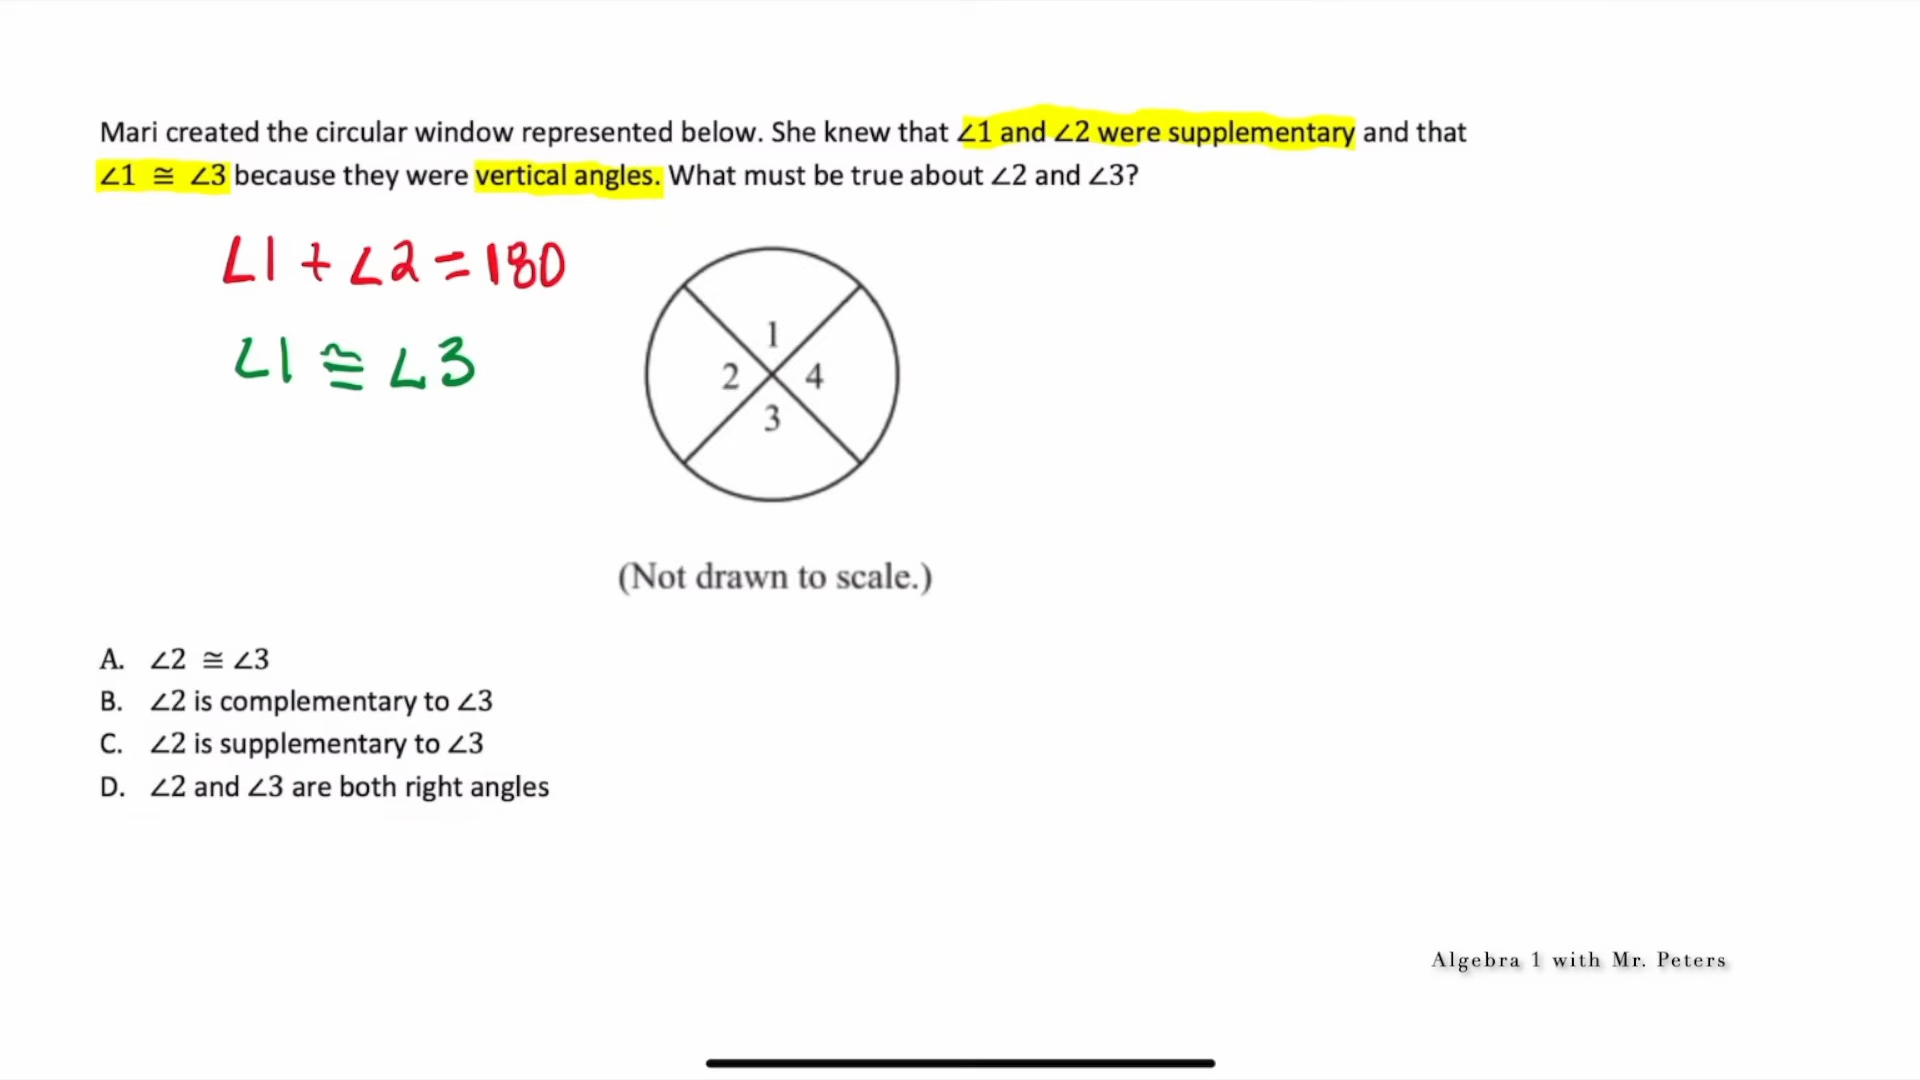 Mari created the circular window represented below. She knew that ∠1 and ∠2 were supplementary and that
∠1 ≅ ∠3 because they were vertical angles. What must be true about ∠2 and ∠3?
∠1 + ∠2 = 180
∠1 ≅ ∠3
1
2 4
3
(Not drawn to scale.)
A. ∠2 ≅ ∠3
B. ∠2 is complementary to ∠3
C. ∠2 is supplementary to ∠3
D. ∠2 and ∠3 are both right angles
Algebra 1 with Mr. Peters